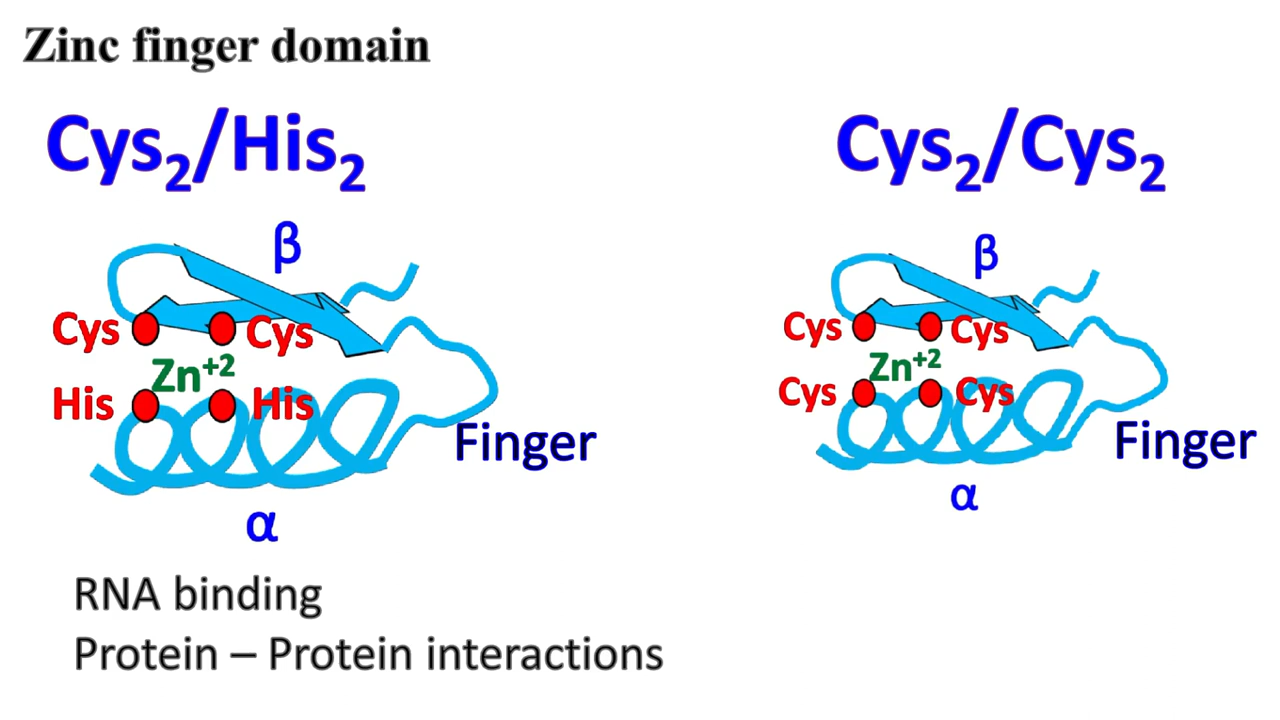 Zinc finger domain
Cys₂/His₂
β
Cys Cys
Zn⁺²
His His
Finger
α
Cys₂/Cys₂
β
Cys Cys
Zn⁺²
Cys Cys
Finger
α
RNA binding
Protein – Protein interactions